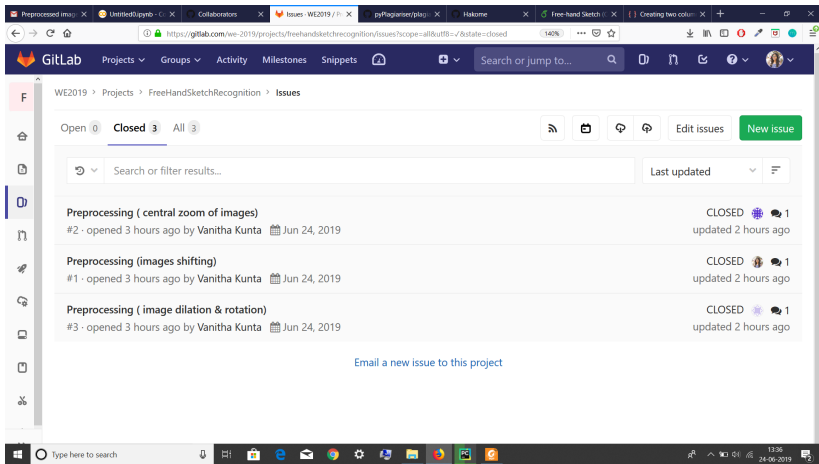 Preprocessed imag
Untitled0.ipynb - C
Collaborators
Issues · WE2019 / P
pyPlagiariser/plagi
Hakome
Free-hand Sketch (
Creating two colum
https://gitlab.com/we-2019/projects/freehandsketchrecognition/issues?scope=all&utf8=✓&state=closed
140%
GitLab Projects Groups Activity Milestones Snippets Search or jump to...
F
WE2019 > Projects > FreeHandSketchRecognition > Issues
Open 0 Closed 3 All 3 Edit issues New issue
Search or filter results... Last updated
Preprocessing ( central zoom of images) CLOSED 1
#2 · opened 3 hours ago by Vanitha Kunta Jun 24, 2019 updated 2 hours ago
Preprocessing (images shifting) CLOSED 1
#1 · opened 3 hours ago by Vanitha Kunta Jun 24, 2019 updated 2 hours ago
Preprocessing ( image dilation & rotation) CLOSED 1
#3 · opened 3 hours ago by Vanitha Kunta Jun 24, 2019 updated 2 hours ago
Email a new issue to this project
Type here to search
13:36
24-06-2019